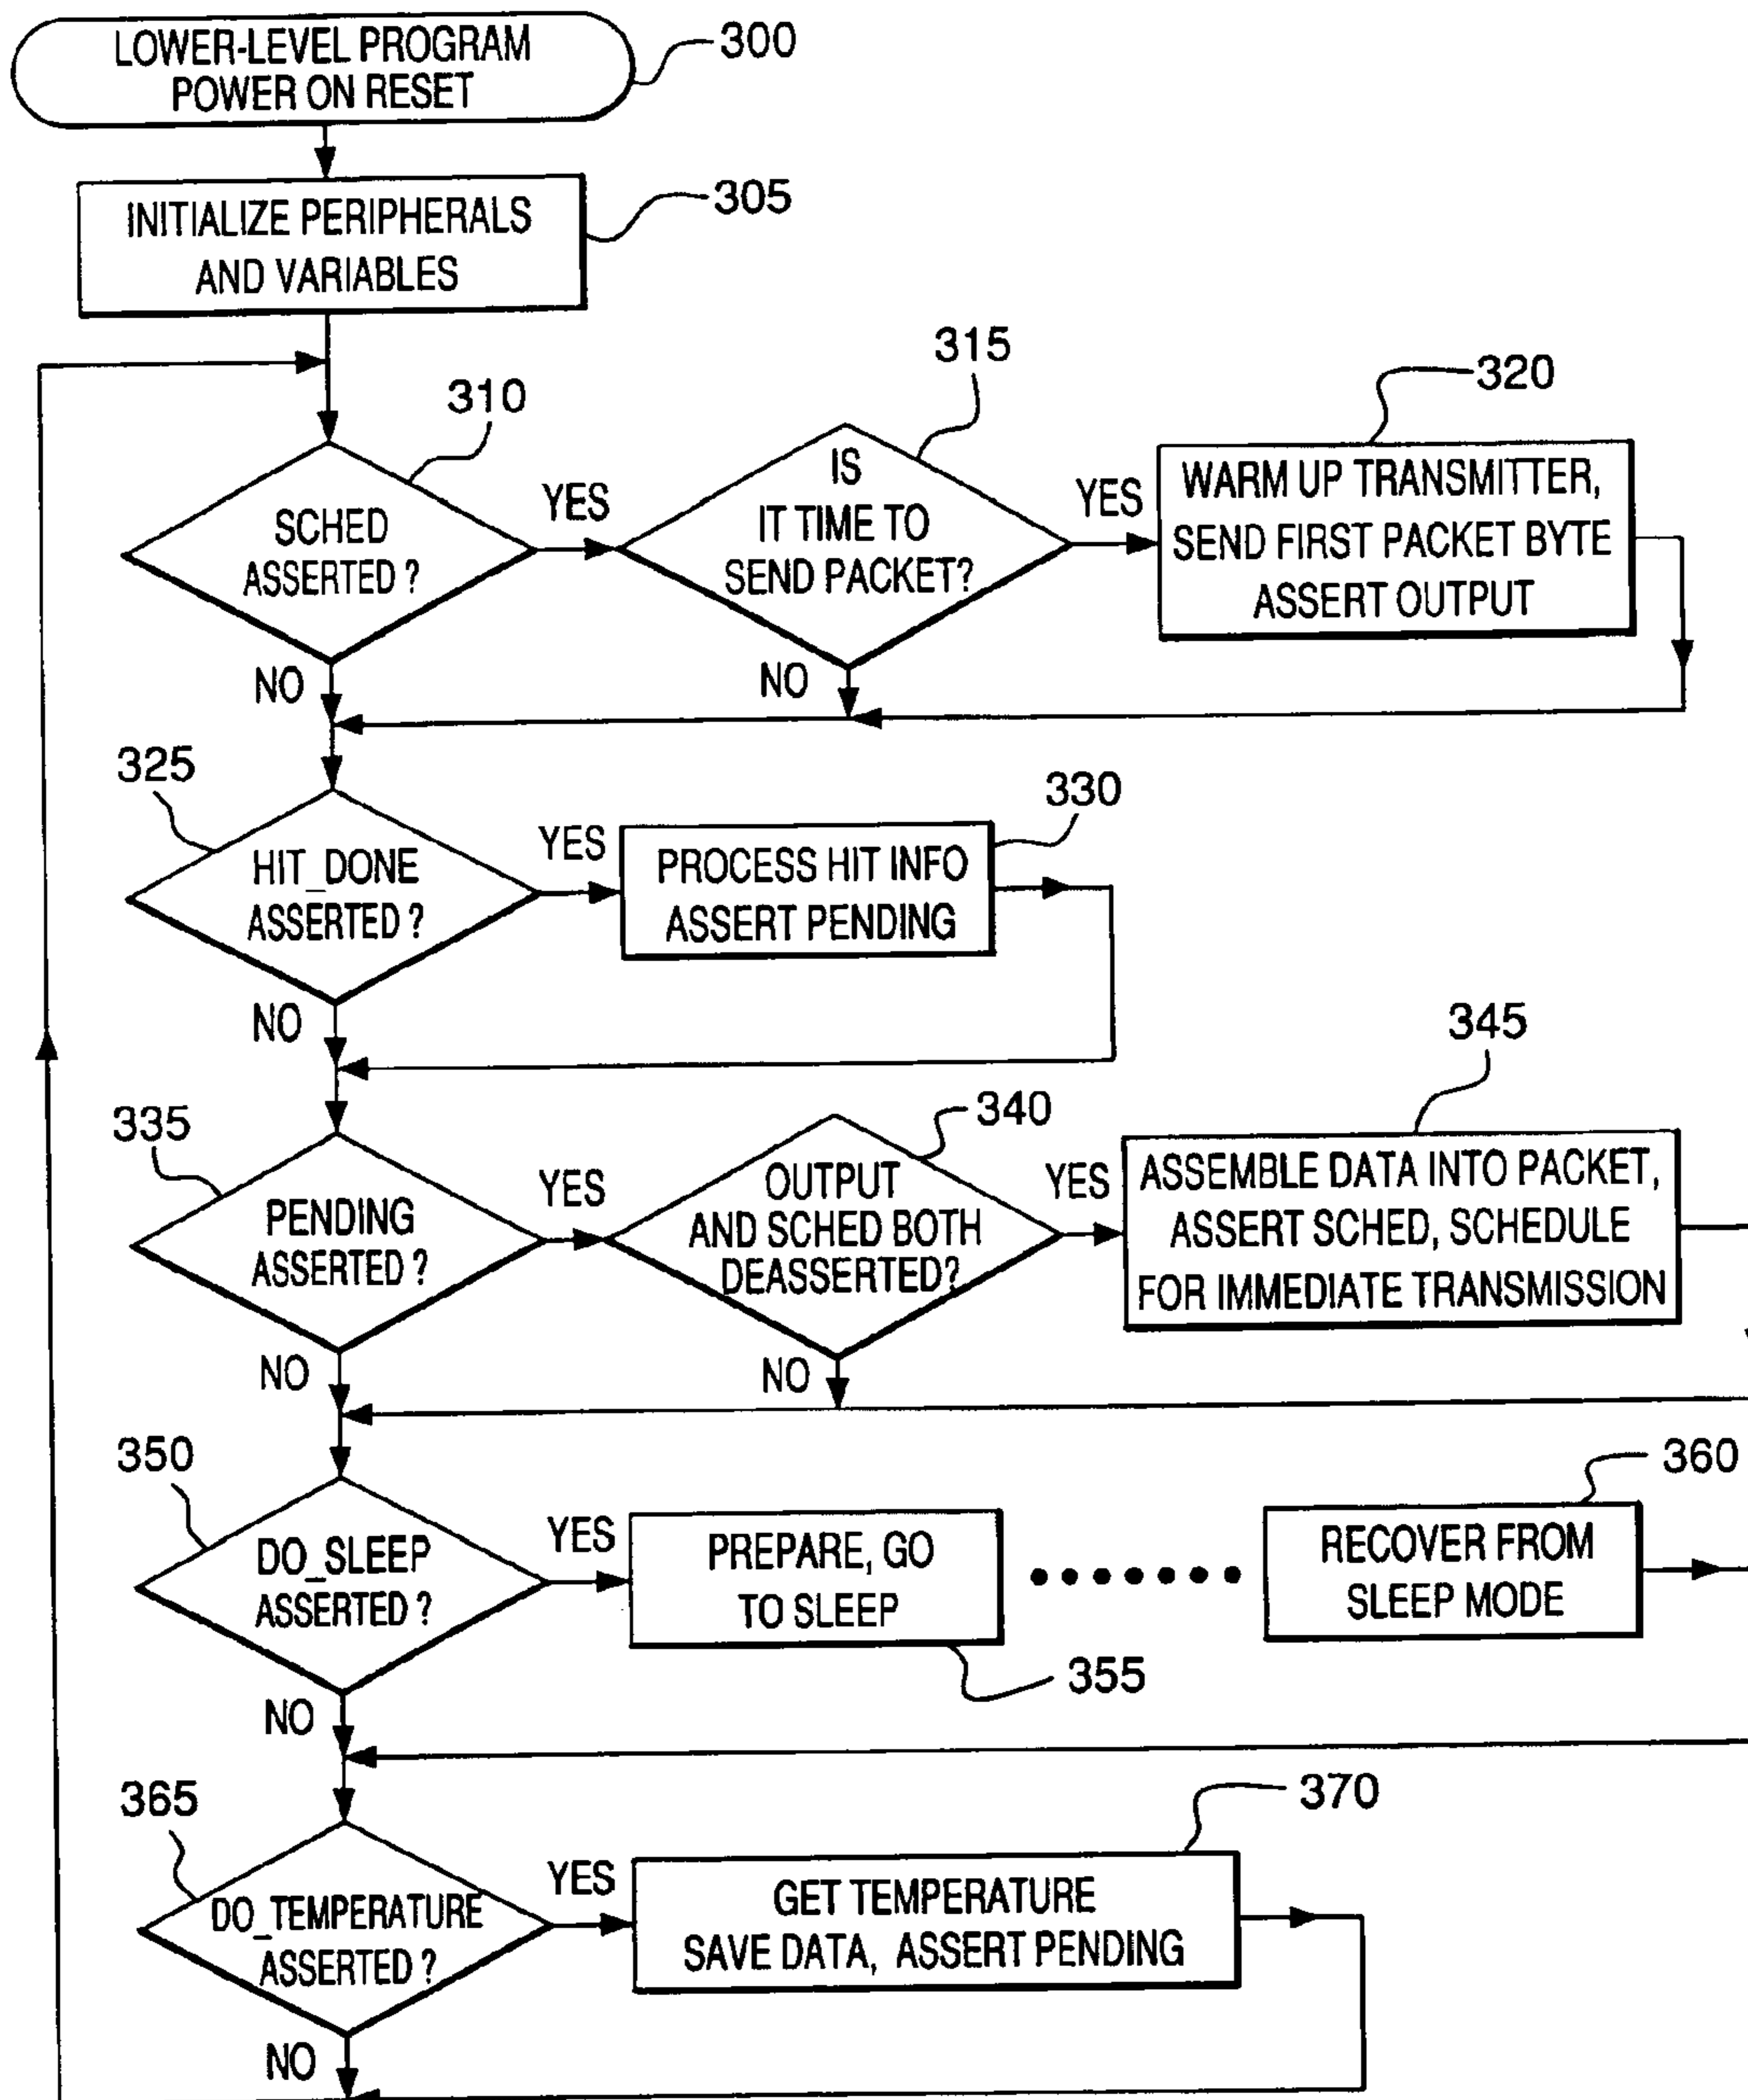 LOWER-LEVEL PROGRAM
POWER ON RESET
300
INITIALIZE PERIPHERALS
AND VARIABLES
305
310
SCHED
ASSERTED ?
YES
NO
315
IS
IT TIME TO
SEND PACKET?
YES
NO
320
WARM UP TRANSMITTER,
SEND FIRST PACKET BYTE
ASSERT OUTPUT
325
HIT_DONE
ASSERTED ?
YES
NO
330
PROCESS HIT INFO
ASSERT PENDING
335
PENDING
ASSERTED ?
YES
NO
340
OUTPUT
AND SCHED BOTH
DEASSERTED?
YES
NO
345
ASSEMBLE DATA INTO PACKET,
ASSERT SCHED, SCHEDULE
FOR IMMEDIATE TRANSMISSION
350
DO_SLEEP
ASSERTED ?
YES
NO
PREPARE, GO
TO SLEEP
355
360
RECOVER FROM
SLEEP MODE
365
DO_TEMPERATURE
ASSERTED ?
YES
NO
370
GET TEMPERATURE
SAVE DATA, ASSERT PENDING